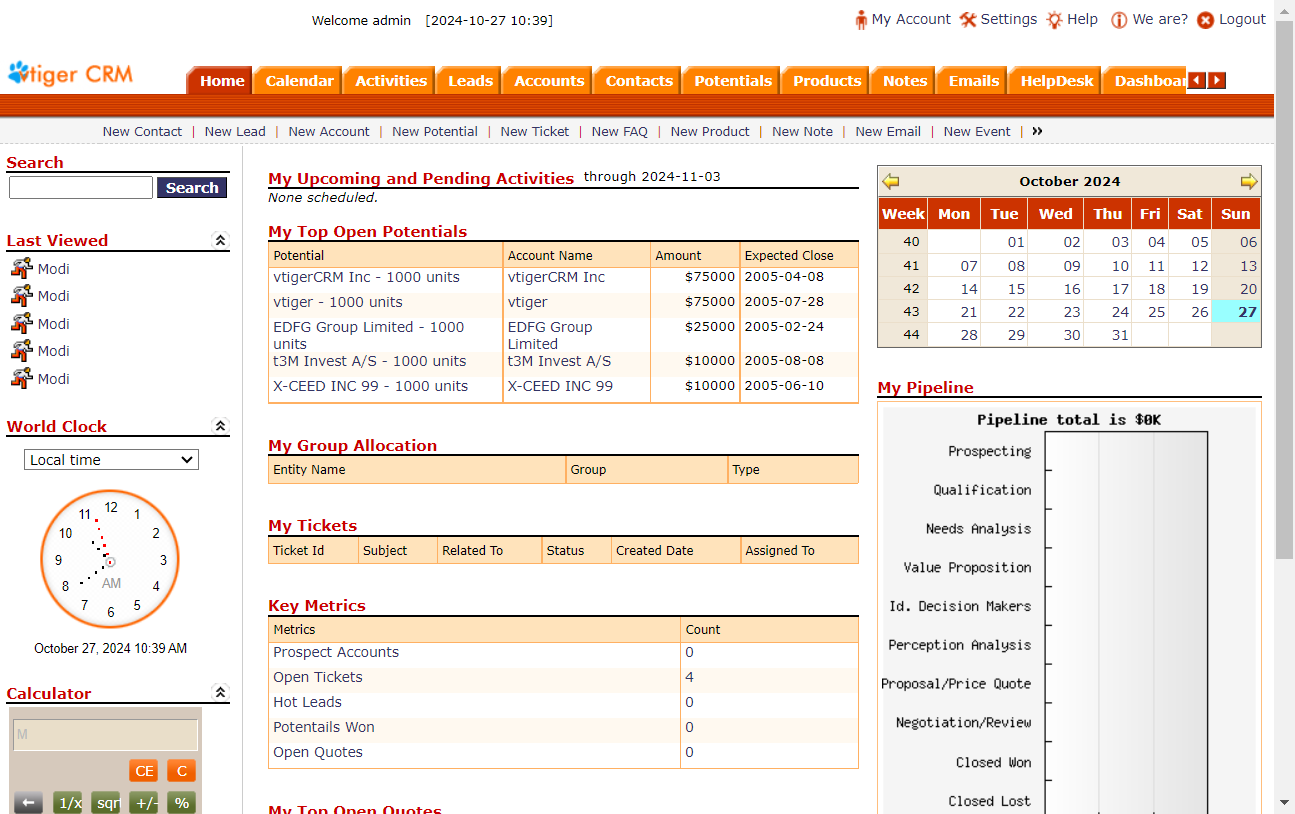 Welcome admin [2024-10-27 10:39]
My Account Settings Help We are? Logout
vtiger CRM
Home Calendar Activities Leads Accounts Contacts Potentials Products Notes Emails HelpDesk Dashboar
New Contact | New Lead | New Account | New Potential | New Ticket | New FAQ | New Product | New Note | New Email | New Event | »
Search
Search
Last Viewed
Modi
Modi
Modi
Modi
Modi
World Clock
Local time
12
1
2
3
4
5
6
7
8
9
10
11
AM
October 27, 2024 10:39 AM
Calculator
M
CE C
1/x sqrt +/- %
My Upcoming and Pending Activities through 2024-11-03
None scheduled.
My Top Open Potentials
Potential Account Name Amount Expected Close
vtigerCRM Inc - 1000 units vtigerCRM Inc $75000 2005-04-08
vtiger - 1000 units vtiger $75000 2005-07-28
EDFG Group Limited - 1000 units EDFG Group Limited $25000 2005-02-24
t3M Invest A/S - 1000 units t3M Invest A/S $10000 2005-08-08
X-CEED INC 99 - 1000 units X-CEED INC 99 $10000 2005-06-10
My Group Allocation
Entity Name Group Type
My Tickets
Ticket Id Subject Related To Status Created Date Assigned To
Key Metrics
Metrics Count
Prospect Accounts 0
Open Tickets 4
Hot Leads 0
Potentails Won 0
Open Quotes 0
My Top Open Quotes
October 2024
Week Mon Tue Wed Thu Fri Sat Sun
40 01 02 03 04 05 06
41 07 08 09 10 11 12 13
42 14 15 16 17 18 19 20
43 21 22 23 24 25 26 27
44 28 29 30 31
My Pipeline
Pipeline total is $0K
Prospecting
Qualification
Needs Analysis
Value Proposition
Id. Decision Makers
Perception Analysis
Proposal/Price Quote
Negotiation/Review
Closed Won
Closed Lost